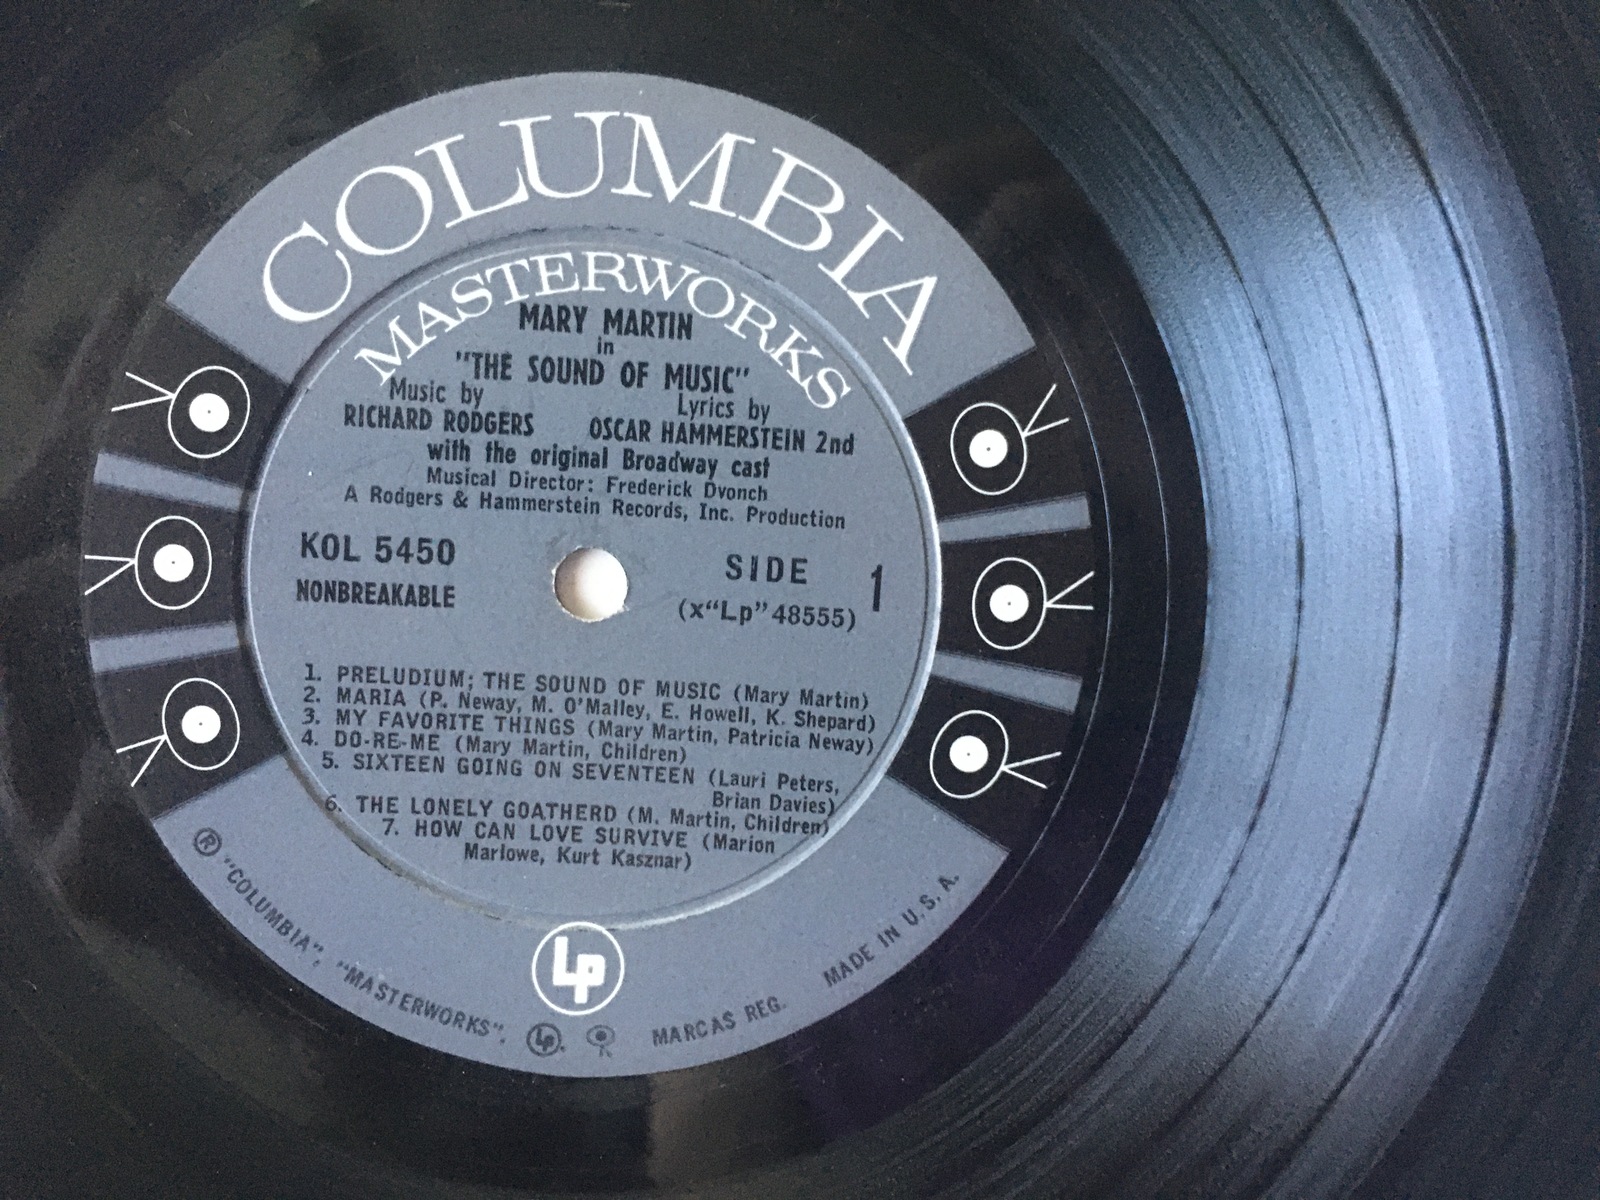 COLUMBIA
MASTERWORKS
MARY MARTIN
in
"THE SOUND OF MUSIC"
Music by Lyrics by
RICHARD RODGERS OSCAR HAMMERSTEIN 2nd
with the original Broadway cast
Musical Director: Frederick Dvonch
A Rodgers & Hammerstein Records, Inc. Production
KOL 5450 SIDE 1
NONBREAKABLE (x“Lp” 48555)
1. PRELUDIUM; THE SOUND OF MUSIC (Mary Martin)
2. MARIA (P. Neway, M. O'Malley, E. Howell, K. Shepard)
3. MY FAVORITE THINGS (Mary Martin, Patricia Neway)
4. DO-RE-ME (Mary Martin, Children)
5. SIXTEEN GOING ON SEVENTEEN (Lauri Peters,
Brian Davies)
6. THE LONELY GOATHERD (M. Martin, Children)
7. HOW CAN LOVE SURVIVE (Marion
Marlowe, Kurt Kasznar)
Lp
® "COLUMBIA", "MASTERWORKS", Lp, MARCAS REG. MADE IN U.S.A.